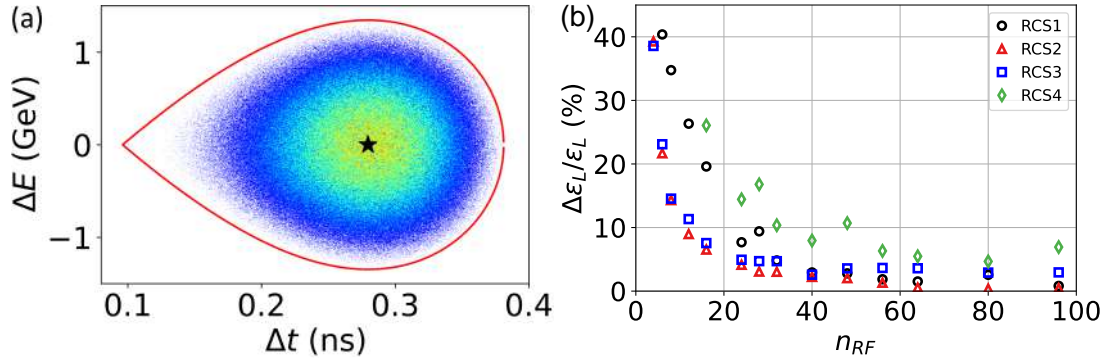 (a)
ΔE (GeV)
1
0
−1
0.1 0.2 0.3 0.4
Δt (ns)
(b)
Δε_L/ε_L (%)
40
30
20
10
0
0 20 40 60 80 100
n_RF
RCS1
RCS2
RCS3
RCS4